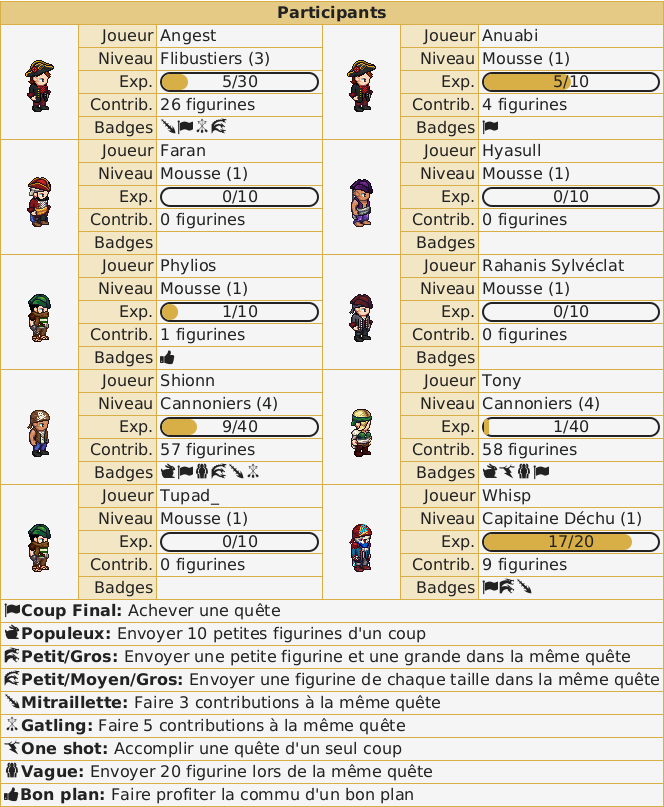 Participants
Joueur Angest
Niveau Flibustiers (3)
Exp. 5/30
Contrib. 26 figurines
Badges
Joueur Anuabi
Niveau Mousse (1)
Exp. 5/10
Contrib. 4 figurines
Badges
Joueur Faran
Niveau Mousse (1)
Exp. 0/10
Contrib. 0 figurines
Badges
Joueur Hyasull
Niveau Mousse (1)
Exp. 0/10
Contrib. 0 figurines
Badges
Joueur Phylios
Niveau Mousse (1)
Exp. 1/10
Contrib. 1 figurines
Badges
Joueur Rahanis Sylvéclat
Niveau Mousse (1)
Exp. 0/10
Contrib. 0 figurines
Badges
Joueur Shionn
Niveau Cannoniers (4)
Exp. 9/40
Contrib. 57 figurines
Badges
Joueur Tony
Niveau Cannoniers (4)
Exp. 1/40
Contrib. 58 figurines
Badges
Joueur Tupad_
Niveau Mousse (1)
Exp. 0/10
Contrib. 0 figurines
Badges
Joueur Whisp
Niveau Capitaine Déchu (1)
Exp. 17/20
Contrib. 9 figurines
Badges
Coup Final: Achever une quête
Populeux: Envoyer 10 petites figurines d'un coup
Petit/Gros: Envoyer une petite figurine et une grande dans la même quête
Petit/Moyen/Gros: Envoyer une figurine de chaque taille dans la même quête
Mitraillette: Faire 3 contributions à la même quête
Gatling: Faire 5 contributions à la même quête
One shot: Accomplir une quête d'un seul coup
Vague: Envoyer 20 figurine lors de la même quête
Bon plan: Faire profiter la commu d'un bon plan